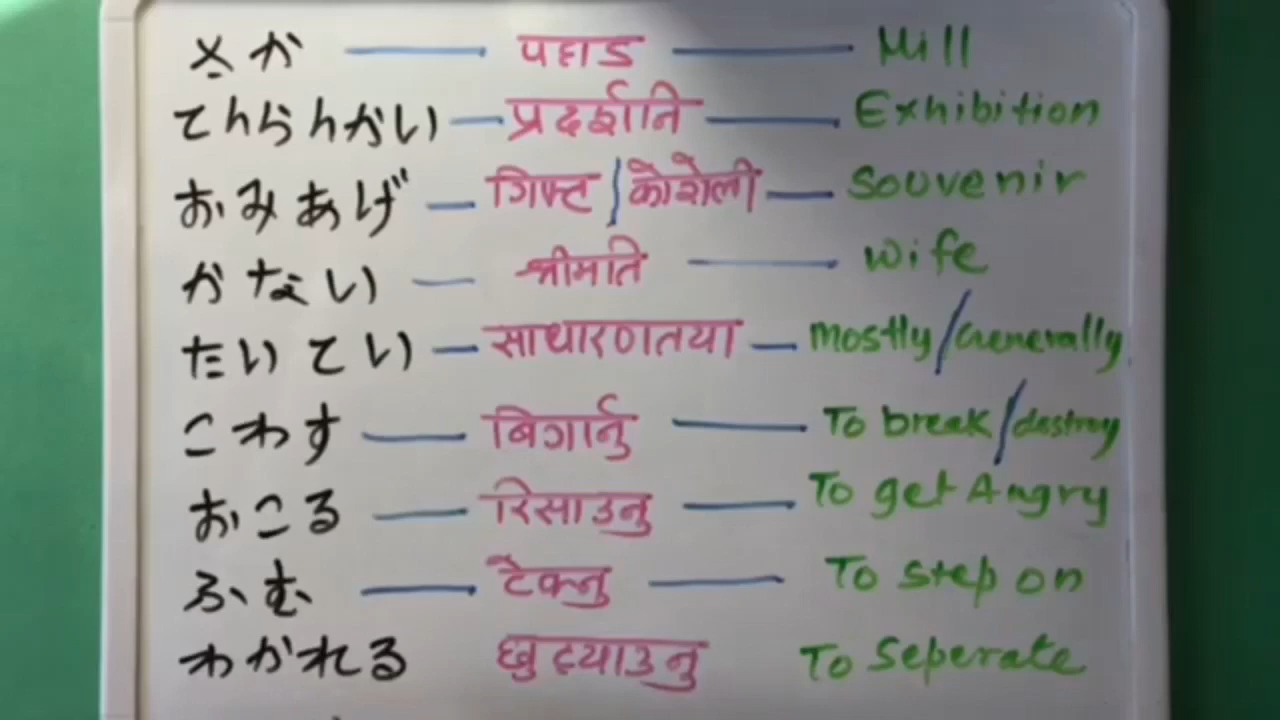 さか — पहाड — Hill
てんらんかい — प्रदर्शनि — Exhibition
おみあげ — गिफ्ट / कोशेली — Souvenir
かない — श्रीमति — Wife
たいてい — साधारणतया — Mostly / Generally
こわす — बिगार्नु — To break / destroy
おこる — रिसाउनु — To get Angry
ふむ — टेक्नु — To step on
わかれる छुट्याउनु To Seperate